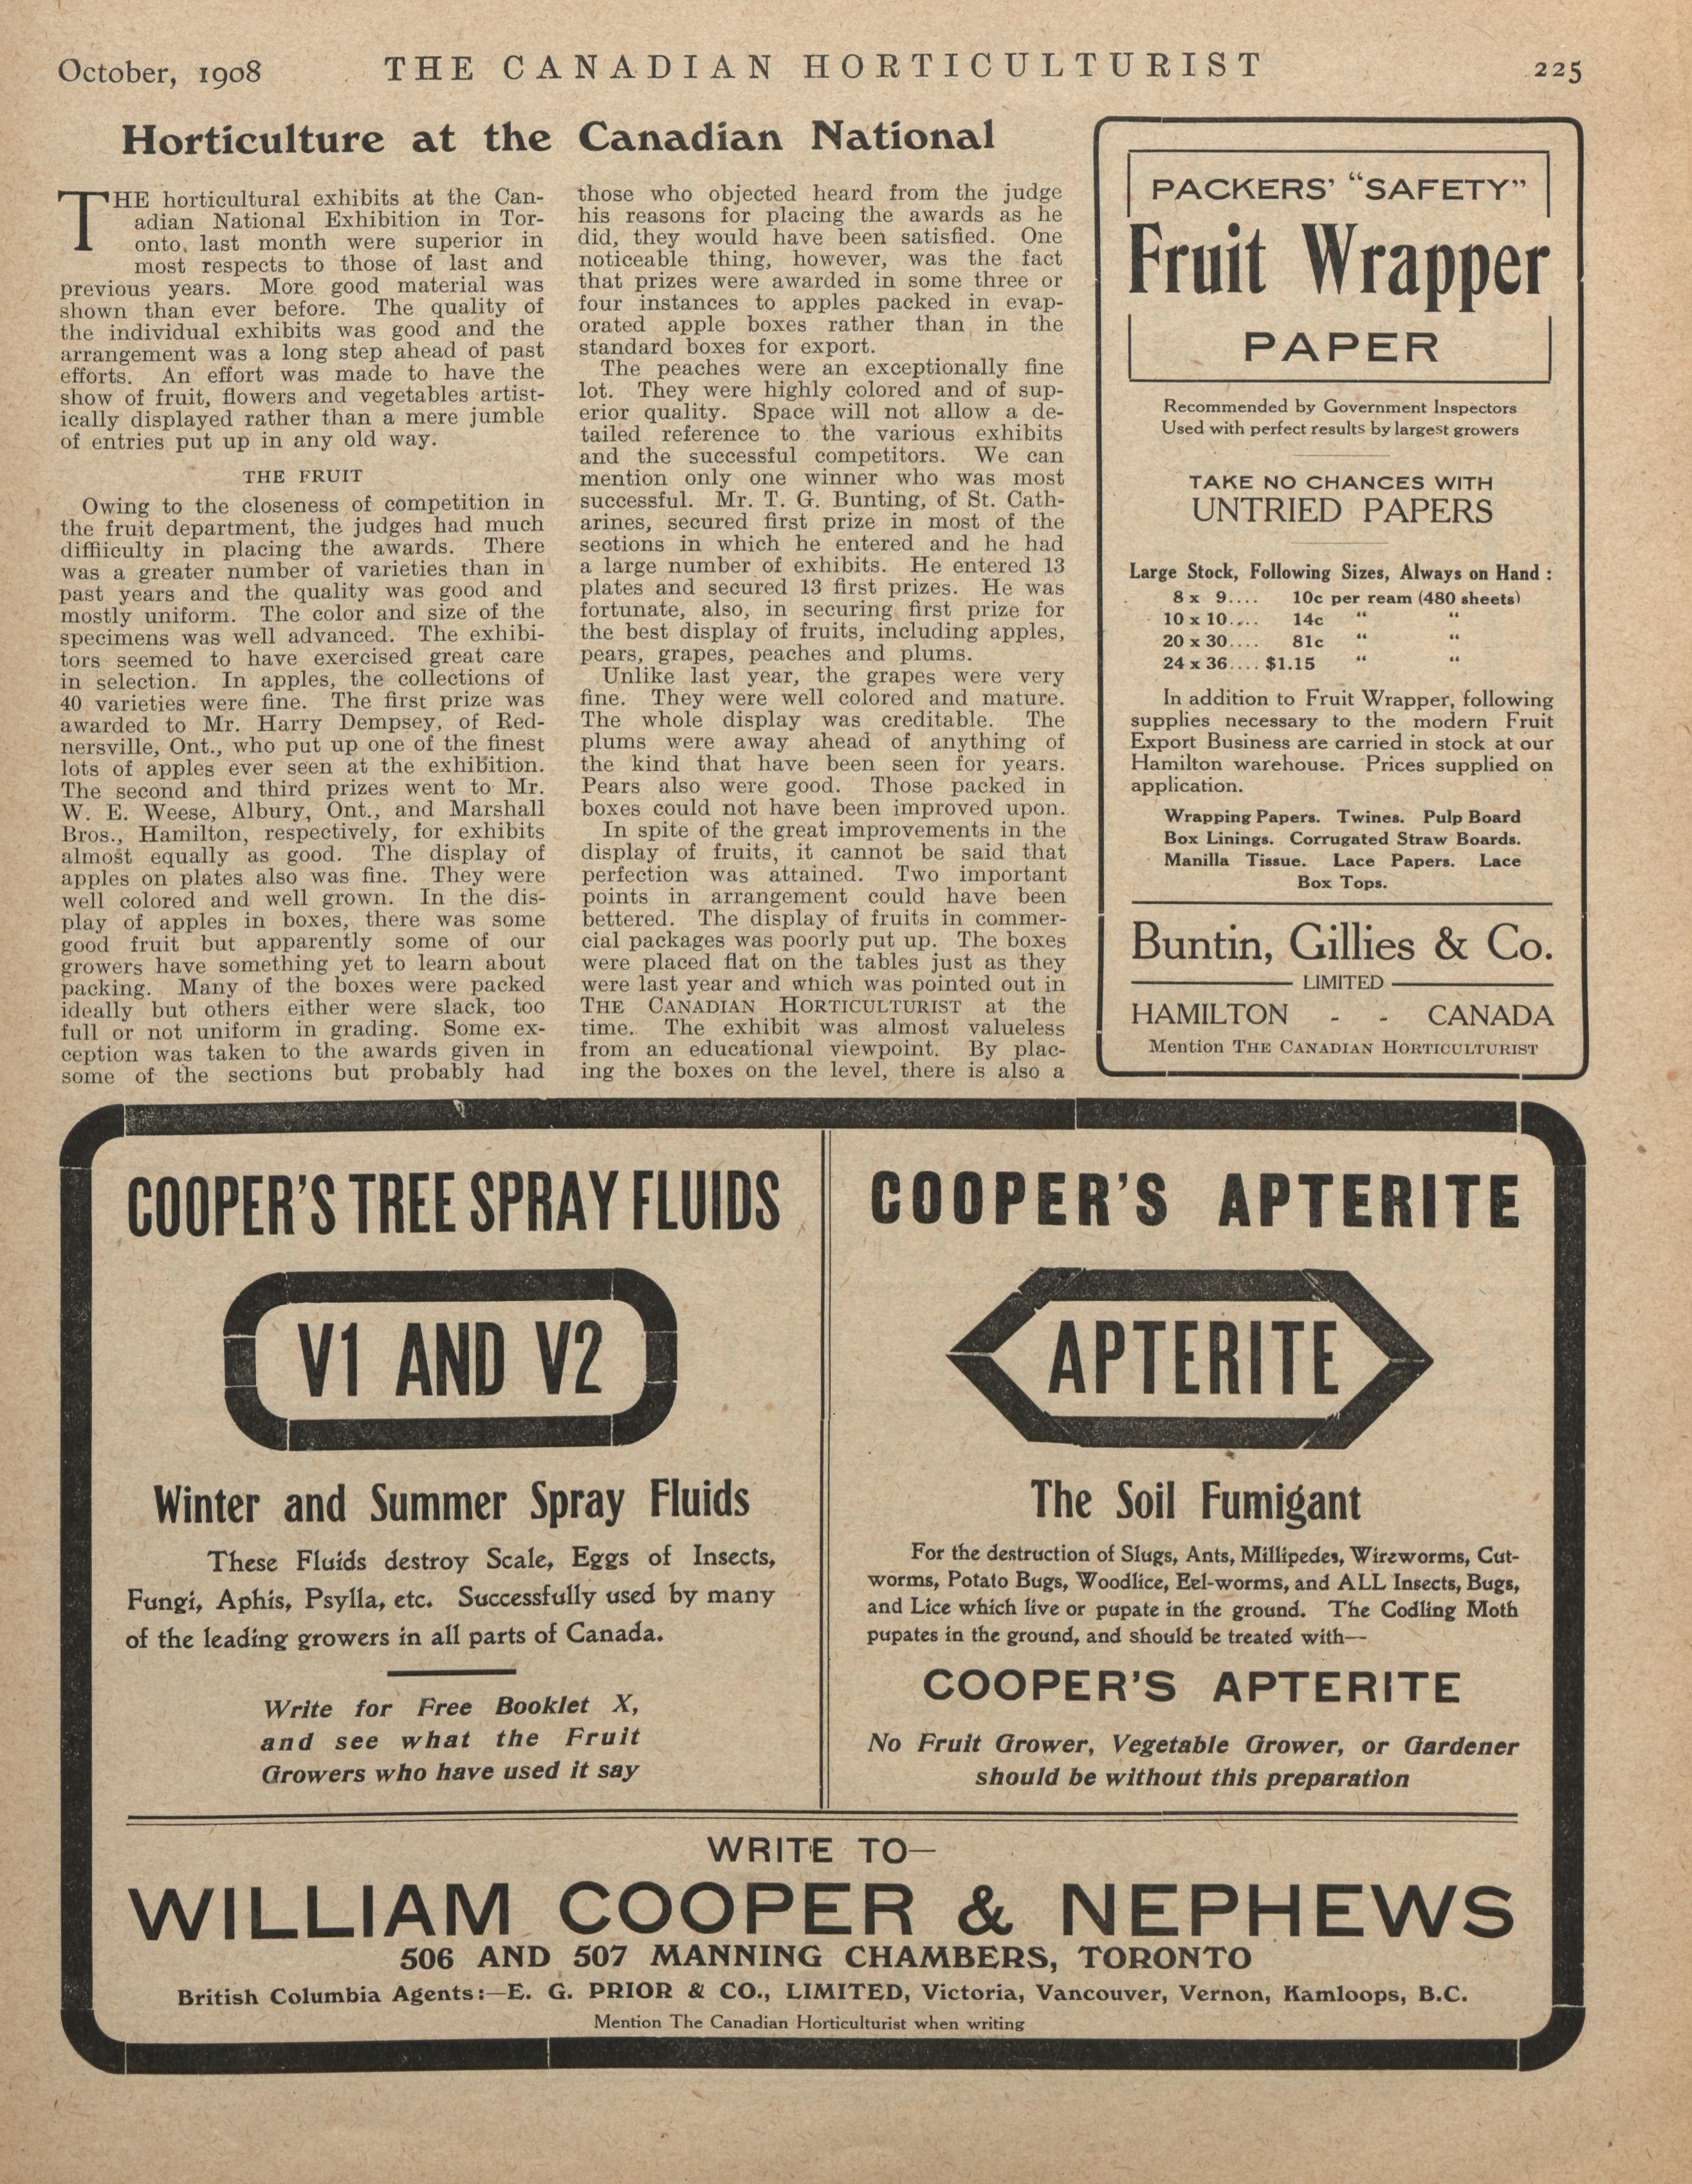 October, 1908
THE CANADIAN HORTICULTURIST
225
Horticulture at the Canadian National
THE horticultural exhibits at the Can-
adian National Exhibition in Tor-
onto last month were superior in
most respects to those of last and
previous years. More good material was
shown than ever before. The quality of
the individual exhibits was good and the
arrangement was a long step ahead of past
efforts. An effort was made to have the
show of fruit, flowers and vegetables artist-
ically displayed rather than a mere jumble
of entries put up in any old way.
THE FRUIT
Owing to the closeness of competition in
the fruit department, the judges had much
diffiiculty in placing the awards. There
was a greater number of varieties than in
past years and the quality was good and
mostly uniform. The color and size of the
specimens was well advanced. The exhibi-
tors seemed to have exercised great care
in selection. In apples, the collections of
40 varieties were fine. The first prize was
awarded to Mr. Harry Dempsey, of Red-
nersville, Ont., who put up one of the finest
lots of apples ever seen at the exhibition.
The second and third prizes went to Mr.
W. E. Weese, Albury, Ont., and Marshall
Bros., Hamilton, respectively, for exhibits
almost equally as good. The display of
apples on plates also was fine. They were
well colored and well grown. In the dis-
play of apples in boxes, there was some
good fruit but apparently some of our
growers have something yet to learn about
packing. Many of the boxes were packed
ideally but others either were slack, too
full or not uniform in grading. Some ex-
ception was taken to the awards given in
some of the sections but probably had
those who objected heard from the judge
his reasons for placing the awards as he
did, they would have been satisfied. One
noticeable thing, however, was the fact
that prizes were awarded in some three or
four instances to apples packed in evap-
orated apple boxes rather than in the
standard boxes for export.
The peaches were an exceptionally fine
lot. They were highly colored and of sup-
erior quality. Space will not allow a de-
tailed reference to the various exhibits
and the successful competitors. We can
mention only one winner who was most
successful. Mr. T. G. Bunting, of St. Cath-
arines, secured first prize in most of the
sections in which he entered and he had
a large number of exhibits. He entered 13
plates and secured 13 first prizes. He was
fortunate, also, in securing first prize for
the best display of fruits, including apples,
pears, grapes, peaches and plums.
Unlike last year, the grapes were very
fine. They were well colored and mature.
The whole display was creditable. The
plums were away ahead of anything of
the kind that have been seen for years.
Pears also were good. Those packed in
boxes could not have been improved upon.
In spite of the great improvements in the
display of fruits, it cannot be said that
perfection was attained. Two important
points in arrangement could have been
bettered. The display of fruits in commer-
cial packages was poorly put up. The boxes
were placed flat on the tables just as they
were last year and which was pointed out in
THE CANADIAN HORTICULTURIST at the
time. The exhibit was almost valueless
from an educational viewpoint. By plac-
ing the boxes on the level, there is also a
PACKERS' "SAFETY"
Fruit Wrapper
PAPER
Recommended by Government Inspectors
Used with perfect results by largest growers
TAKE NO CHANCES WITH
UNTRIED PAPERS
Large Stock, Following Sizes, Always on Hand :
8 x 9.... 10c per ream (480 sheets)
10 x 10.... 14c " "
20 x 30.... 81c " "
24 x 36.... $1.15 " "
In addition to Fruit Wrapper, following
supplies necessary to the modern Fruit
Export Business are carried in stock at our
Hamilton warehouse. Prices supplied on
application.
Wrapping Papers. Twines. Pulp Board
Box Linings. Corrugated Straw Boards.
Manilla Tissue. Lace Papers. Lace
Box Tops.
Buntin, Gillies & Co.
LIMITED
HAMILTON - - CANADA
Mention THE CANADIAN HORTICULTURIST
COOPER'S TREE SPRAY FLUIDS
V1 AND V2
Winter and Summer Spray Fluids
These Fluids destroy Scale, Eggs of Insects,
Fungi, Aphis, Psylla, etc. Successfully used by many
of the leading growers in all parts of Canada.
Write for Free Booklet X,
and see what the Fruit
Growers who have used it say
COOPER'S APTERITE
APTERITE
The Soil Fumigant
For the destruction of Slugs, Ants, Millipedes, Wireworms, Cut-
worms, Potato Bugs, Woodlice, Eel-worms, and ALL Insects, Bugs,
and Lice which live or pupate in the ground. The Codling Moth
pupates in the ground, and should be treated with—
COOPER'S APTERITE
No Fruit Grower, Vegetable Grower, or Gardener
should be without this preparation
WRITE TO—
WILLIAM COOPER & NEPHEWS
506 AND 507 MANNING CHAMBERS, TORONTO
British Columbia Agents:—E. G. PRIOR & CO., LIMITED, Victoria, Vancouver, Vernon, Kamloops, B.C.
Mention The Canadian Horticulturist when writing